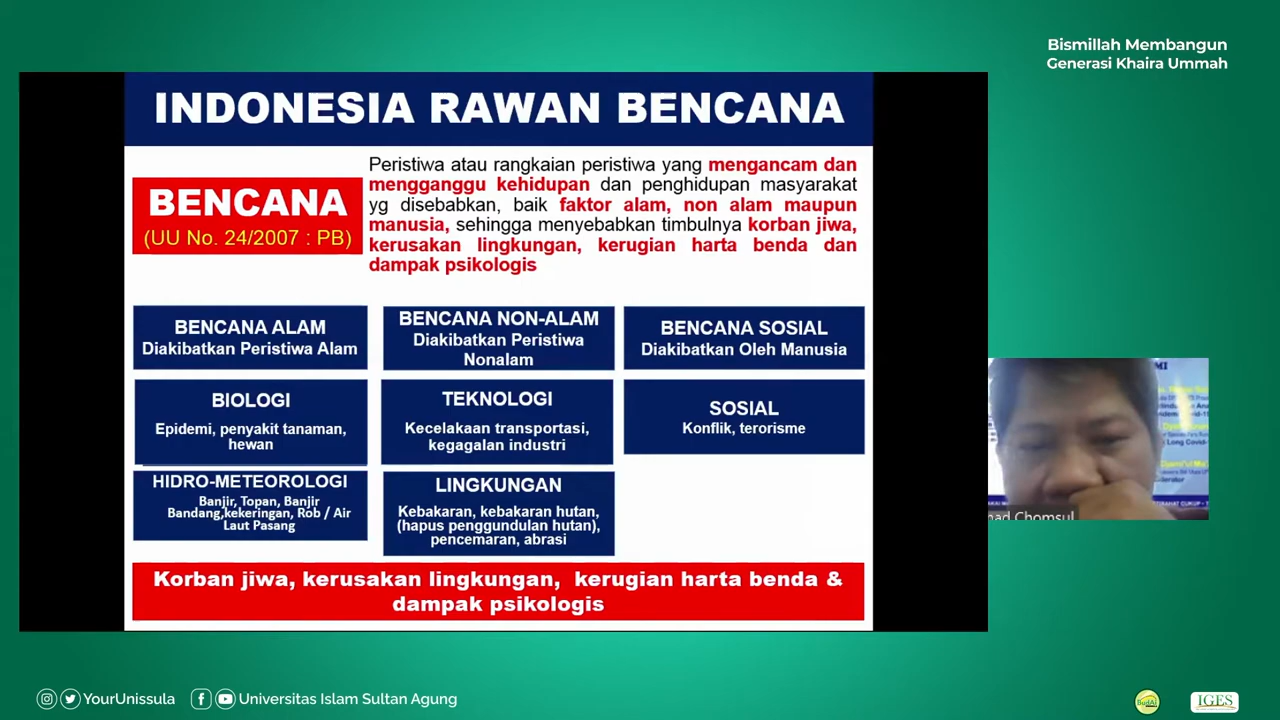 Bismillah Membangun
Generasi Khaira Ummah
INDONESIA RAWAN BENCANA
BENCANA
(UU No. 24/2007 : PB)
Peristiwa atau rangkaian peristiwa yang mengancam dan
mengganggu kehidupan dan penghidupan masyarakat
yg disebabkan, baik faktor alam, non alam maupun
manusia, sehingga menyebabkan timbulnya korban jiwa,
kerusakan lingkungan, kerugian harta benda dan
dampak psikologis
BENCANA ALAM
Diakibatkan Peristiwa Alam
BENCANA NON-ALAM
Diakibatkan Peristiwa
Nonalam
BENCANA SOSIAL
Diakibatkan Oleh Manusia
BIOLOGI
Epidemi, penyakit tanaman,
hewan
TEKNOLOGI
Kecelakaan transportasi,
kegagalan industri
SOSIAL
Konflik, terorisme
HIDRO-METEOROLOGI
Banjir, Topan, Banjir
Bandang,kekeringan, Rob / Air
Laut Pasang
LINGKUNGAN
Kebakaran, kebakaran hutan,
(hapus penggundulan hutan),
pencemaran, abrasi
Korban jiwa, kerusakan lingkungan, kerugian harta benda &
dampak psikologis
Chomsul
Long Covid-
YourUnissula
Universitas Islam Sultan Agung
BudAi
IGES